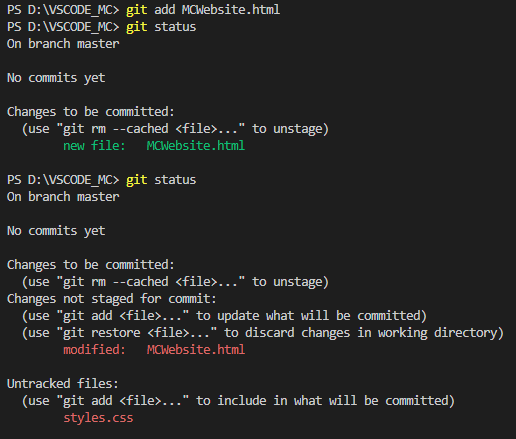 PS D:\VSCODE_MC> git add MCWebsite.html
PS D:\VSCODE_MC> git status
On branch master
No commits yet
Changes to be committed:
(use "git rm --cached <file>..." to unstage)
new file:   MCWebsite.html
PS D:\VSCODE_MC> git status
On branch master
No commits yet
Changes to be committed:
(use "git rm --cached <file>..." to unstage)
Changes not staged for commit:
(use "git add <file>..." to update what will be committed)
(use "git restore <file>..." to discard changes in working directory)
modified:   MCWebsite.html
Untracked files:
(use "git add <file>..." to include in what will be committed)
styles.css